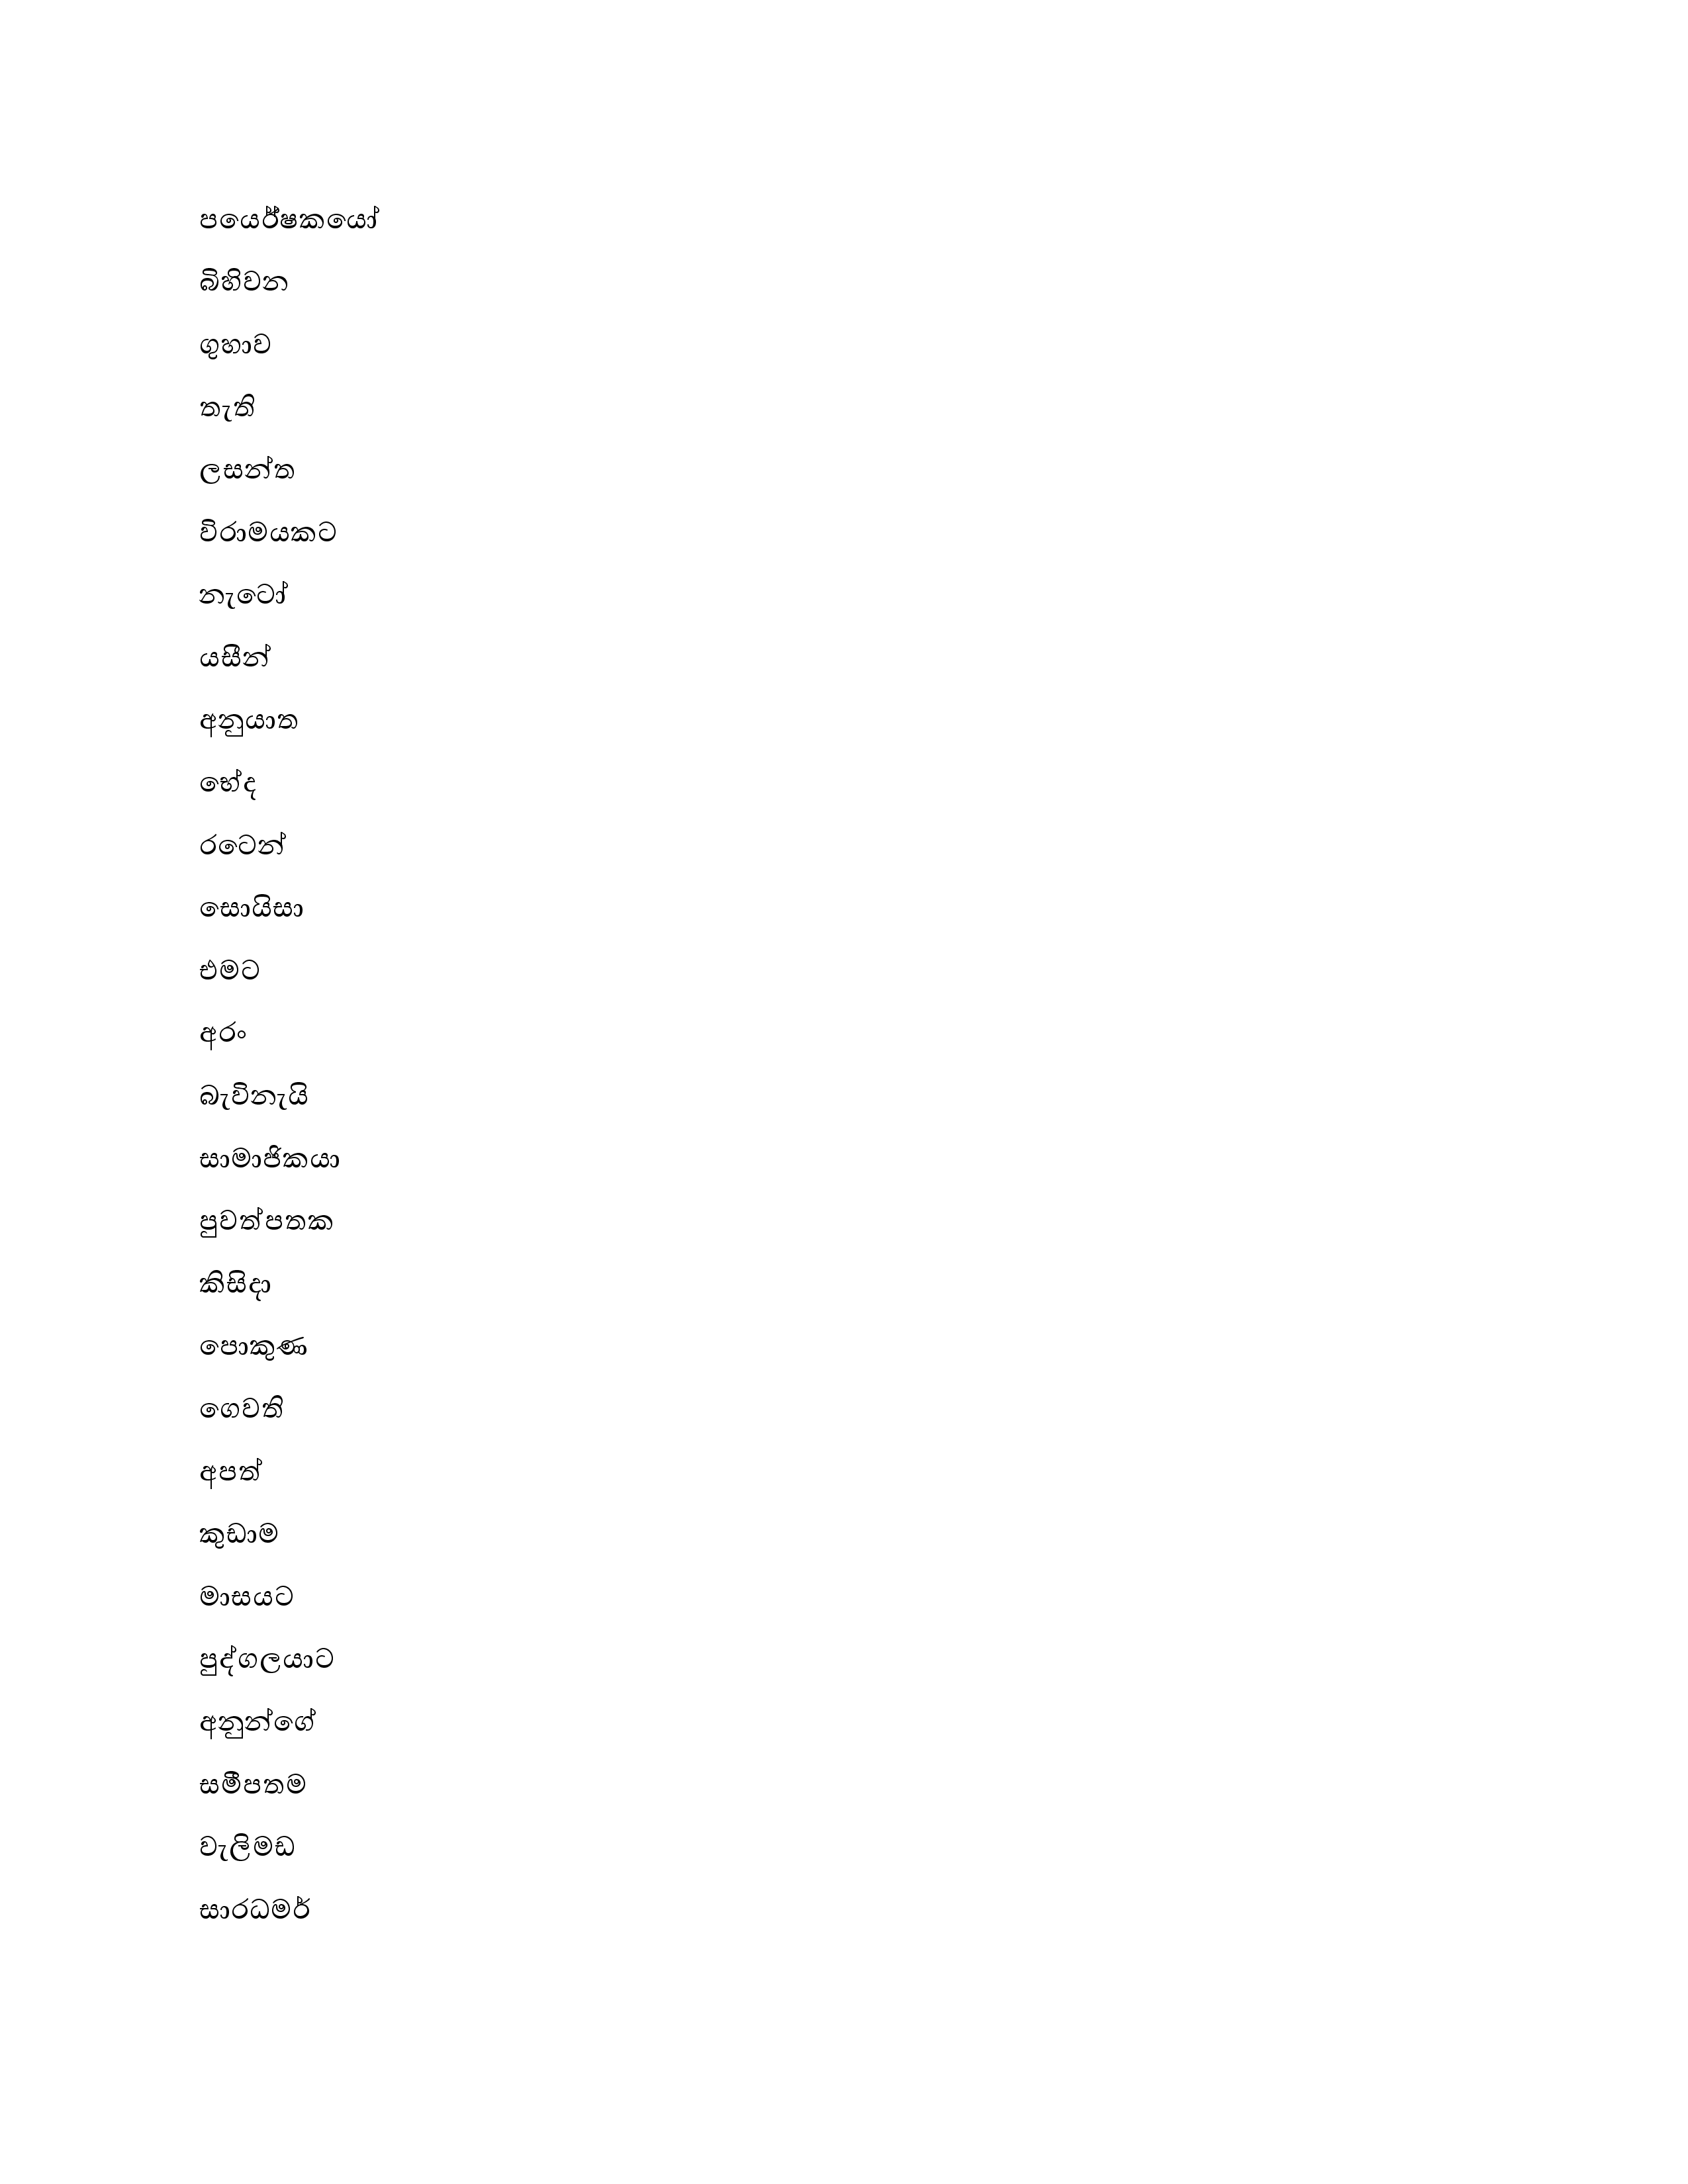 පයෙර්ෂකයෝ
බිහිවන
ගුහාව
තැති
ලසන්ත
විරාමයකට
නැටෝ
යසීන්
අනුයාත
භේද
රටෙන්
සොයිසා
එමට
අරං
බැවිනැයි
සාමාජිකයා
පුවත්පතක
කිසිදා
පොකුණ
ගෙවති
අපත්
කුඩාම
මාසයට
පුද්ගලයාට
අනුන්ගේ
සමීපතම
වැලිමඩ
සාරධමර්